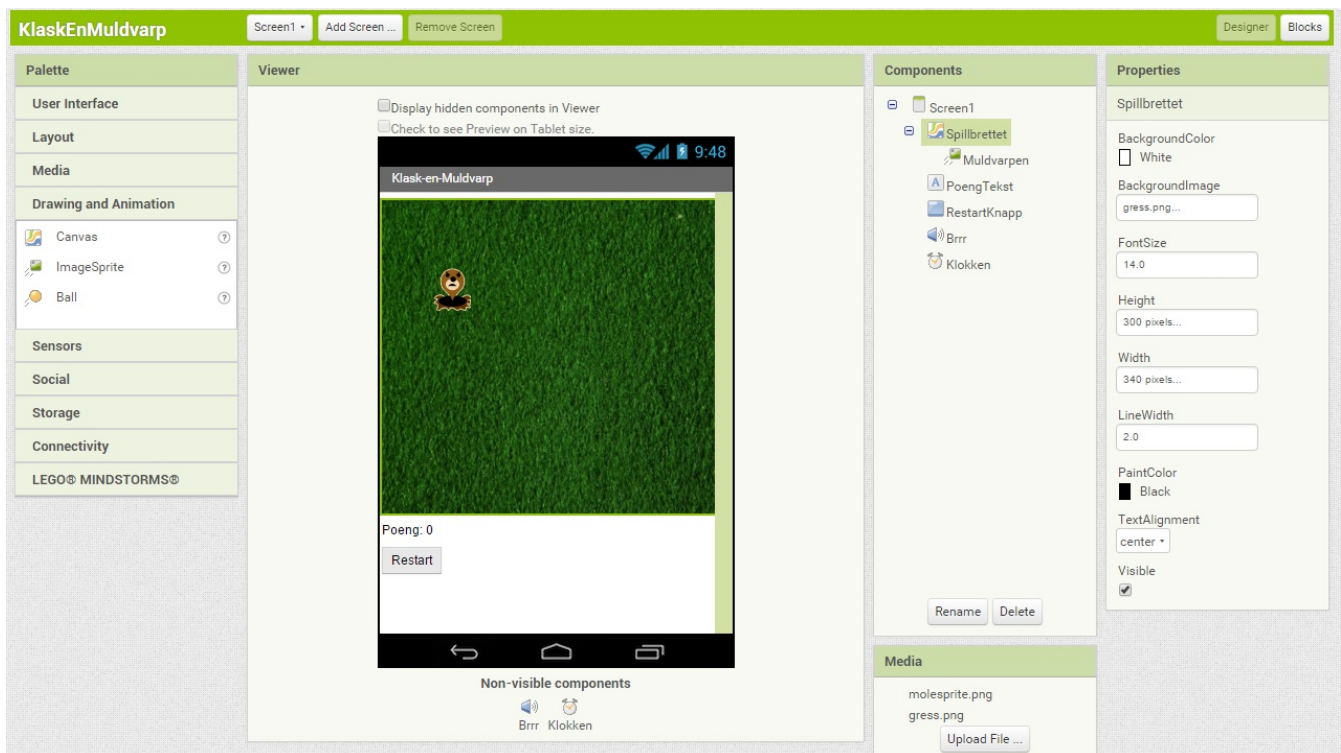 KlaskEnMuldvarp
Screen1
Add Screen ...
Remove Screen
Designer
Blocks
Palette
User Interface
Layout
Media
Drawing and Animation
Canvas
ImageSprite
Ball
Sensors
Social
Storage
Connectivity
LEGO® MINDSTORMS®
Viewer
Display hidden components in Viewer
Check to see Preview on Tablet size.
9:48
Klask-en-Muldvarp
Poeng: 0
Restart
Non-visible components
Brrr Klokken
Components
Screen1
Spillbrettet
Muldvarpen
PoengTekst
RestartKnapp
Brrr
Klokken
Rename
Delete
Media
molesprite.png
gress.png
Upload File ...
Properties
Spillbrettet
BackgroundColor
White
BackgroundImage
gress.png...
FontSize
14.0
Height
300 pixels...
Width
340 pixels...
LineWidth
2.0
PaintColor
Black
TextAlignment
center
Visible